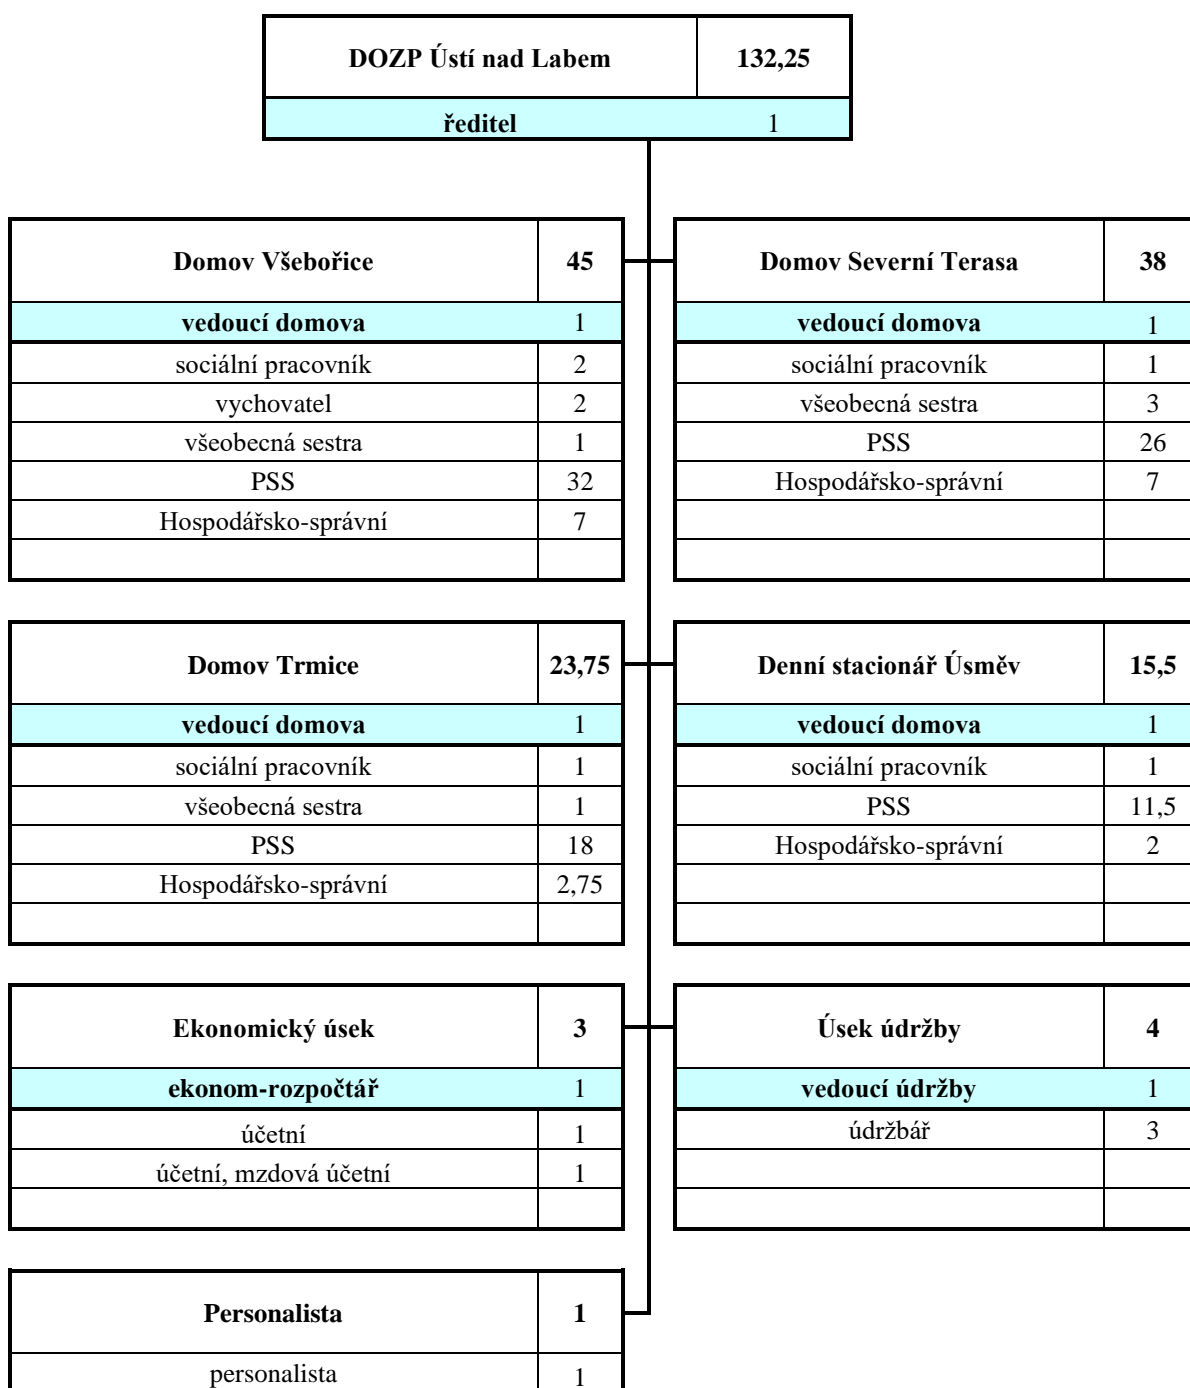 DOZP Ústí nad Labem 132,25
ředitel 1
Domov Všebořice 45
vedoucí domova 1
sociální pracovník 2
vychovatel 2
všeobecná sestra 1
PSS 32
Hospodářsko-správní 7
Domov Severní Terasa 38
vedoucí domova 1
sociální pracovník 1
všeobecná sestra 3
PSS 26
Hospodářsko-správní 7
Domov Trmice 23,75
vedoucí domova 1
sociální pracovník 1
všeobecná sestra 1
PSS 18
Hospodářsko-správní 2,75
Denní stacionář Úsměv 15,5
vedoucí domova 1
sociální pracovník 1
PSS 11,5
Hospodářsko-správní 2
Ekonomický úsek 3
ekonom-rozpočtář 1
účetní 1
účetní, mzdová účetní 1
Úsek údržby 4
vedoucí údržby 1
údržbář 3
Personalista 1
personalista 1